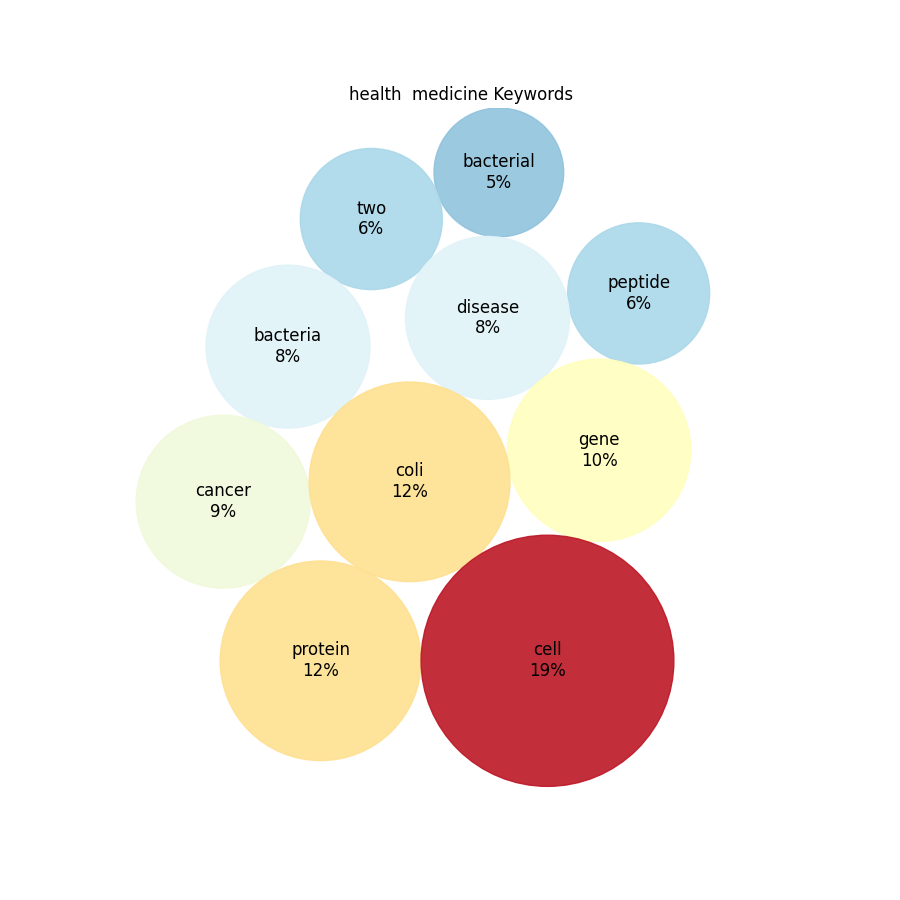 health  medicine Keywords
bacterial
5%
two
6%
peptide
6%
disease
8%
bacteria
8%
gene
10%
coli
12%
cancer
9%
protein
12%
cell
19%